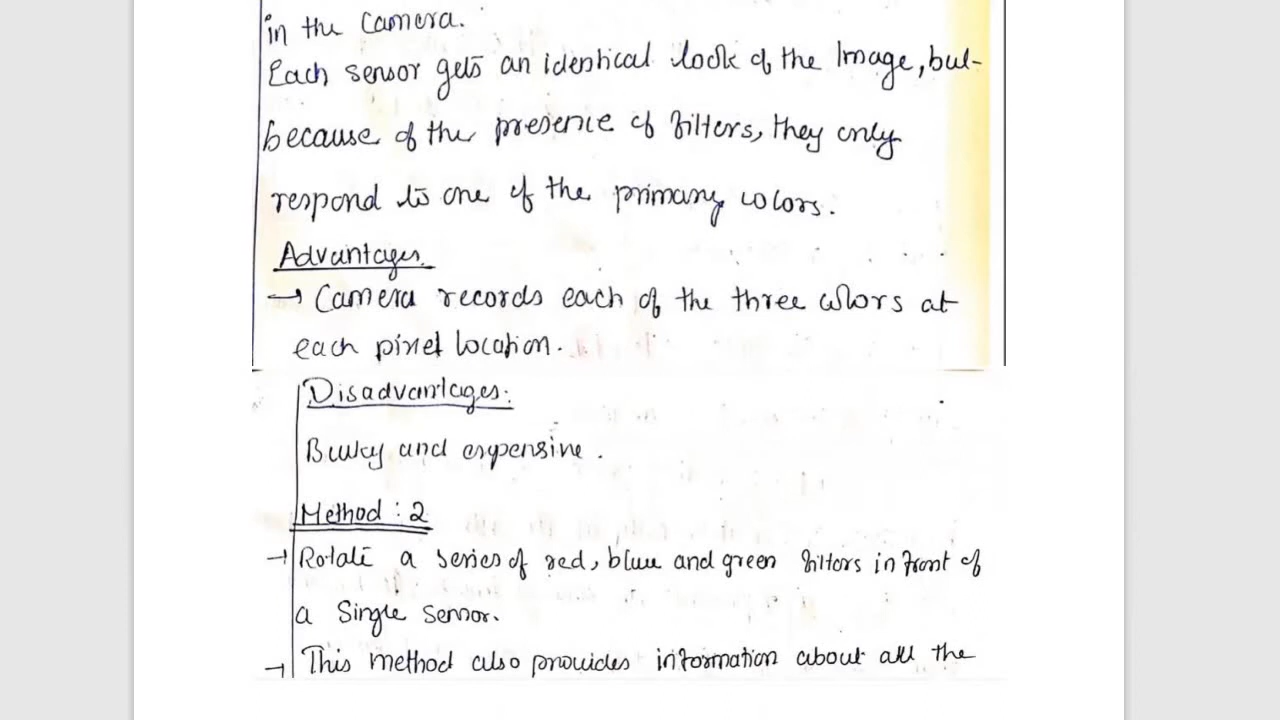 in the camera.
Each sensor gets an identical look of the Image, but
because of the presence of filters, they only
respond to one of the primary colors.
Advantages
→ Camera records each of the three colors at
each pixel location.
Disadvantages:
Bulky and expensive.
Method : 2
→ Rotate a series of red, blue and green filters in front of
a Single sensor.
→ This method also provides information about all the